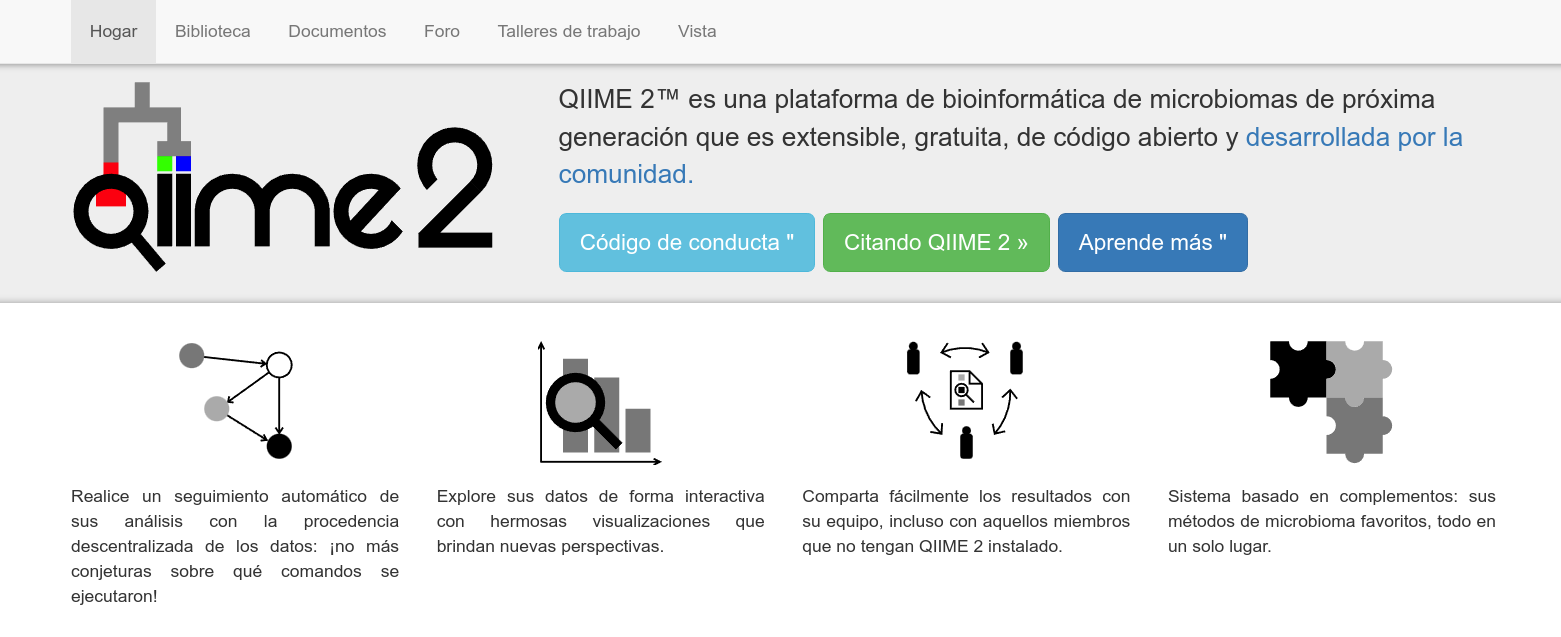 Hogar Biblioteca Documentos Foro Talleres de trabajo Vista
qiime2
QIIME 2™ es una plataforma de bioinformática de microbiomas de próxima
generación que es extensible, gratuita, de código abierto y desarrollada por la
comunidad.
Código de conducta " Citando QIIME 2 » Aprende más "
Realice un seguimiento automático de
sus análisis con la procedencia
descentralizada de los datos: ¡no más
conjeturas sobre qué comandos se
ejecutaron!
Explore sus datos de forma interactiva
con hermosas visualizaciones que
brindan nuevas perspectivas.
Comparta fácilmente los resultados con
su equipo, incluso con aquellos miembros
que no tengan QIIME 2 instalado.
Sistema basado en complementos: sus
métodos de microbioma favoritos, todo en
un solo lugar.